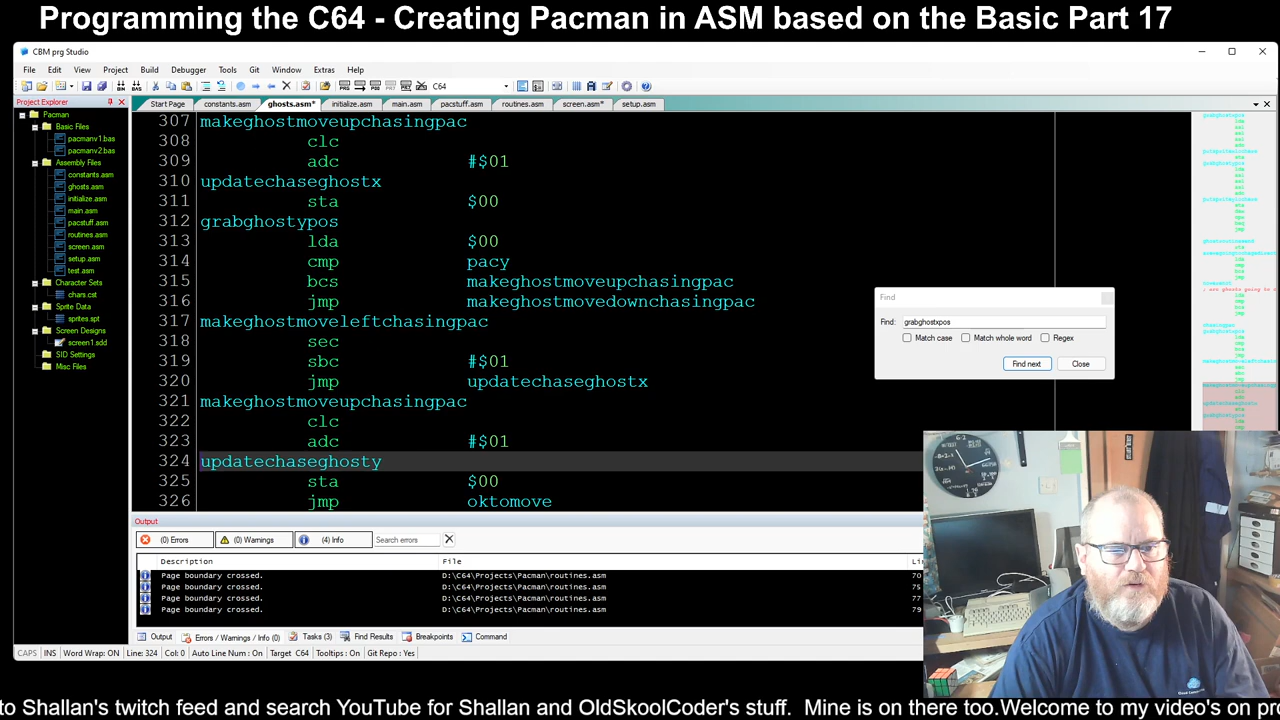 Programming the C64 - Creating Pacman in ASM based on the Basic Part 17
CBM prg Studio
File Edit View Project Build Debugger Tools Git Window Extras Help
C64
Project Explorer
Start Page constants.asm ghosts.asm* initialize.asm main.asm pacstuff.asm routines.asm screen.asm* setup.asm
Pacman
Basic Files
pacmanv1.bas
pacmanv2.bas
Assembly Files
constants.asm
ghosts.asm
initialize.asm
main.asm
pacstuff.asm
routines.asm
screen.asm
setup.asm
test.asm
Character Sets
chars.cst
Sprite Data
sprites.spt
Screen Designs
screen1.sdd
SID Settings
Misc Files
307 makeghostmoveupchasingpac
308 clc
309 adc #$01
310 updatechaseghostx
311 sta $00
312 grabghostypos
313 lda $00
314 cmp pacy
315 bcs makeghostmoveupchasingpac
316 jmp makeghostmovedownchasingpac
317 makeghostmoveleftchasingpac
318 sec
319 sbc #$01
320 jmp updatechaseghostx
321 makeghostmoveupchasingpac
322 clc
323 adc #$01
324 updatechaseghosty
325 sta $00
326 jmp oktomove
Find
Find: grabghostxpos
Match case Match whole word Regex
Find next Close
Output
(0) Errors (0) Warnings (4) Info Search errors
Description File
Page boundary crossed. D:\C64\Projects\Pacman\routines.asm 70
Page boundary crossed. D:\C64\Projects\Pacman\routines.asm 75
Page boundary crossed. D:\C64\Projects\Pacman\routines.asm 77
Page boundary crossed. D:\C64\Projects\Pacman\routines.asm 79
Output Errors / Warnings / Info (0) Tasks (3) Find Results Breakpoints Command
CAPS INS Word Wrap: ON Line: 324 Col: 0 Auto Line Num : On Target C64 Tooltips : On Git Repo : Yes
to Shallan's twitch feed and search YouTube for Shallan and OldSkoolCoder's stuff. Mine is on there too.Welcome to my video's on pro